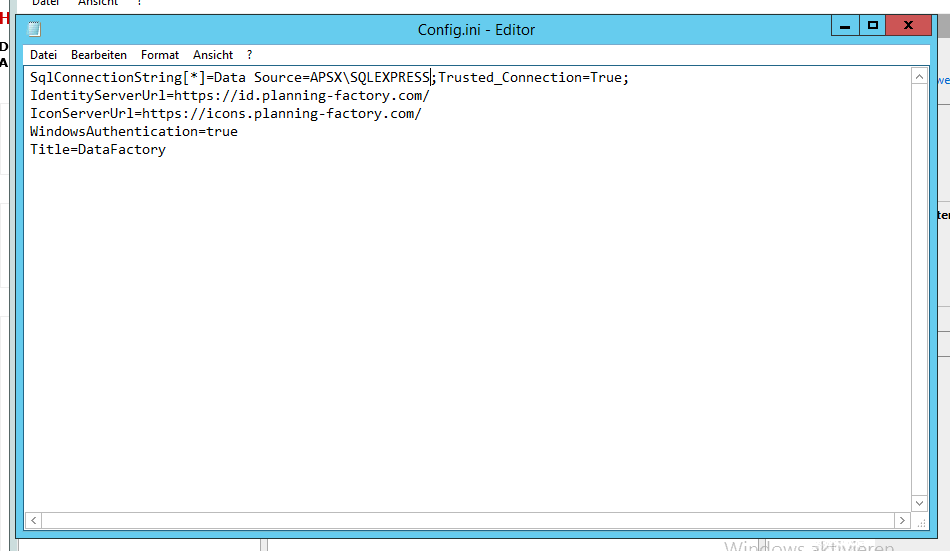 Datei Ansicht ?
H
D
A
Config.ini - Editor
Datei Bearbeiten Format Ansicht ?
SqlConnectionString[*]=Data Source=APSX\SQLEXPRESS;Trusted_Connection=True;
IdentityServerUrl=https://id.planning-factory.com/
IconServerUrl=https://icons.planning-factory.com/
WindowsAuthentication=true
Title=DataFactory
we
ter
Windows aktivieren